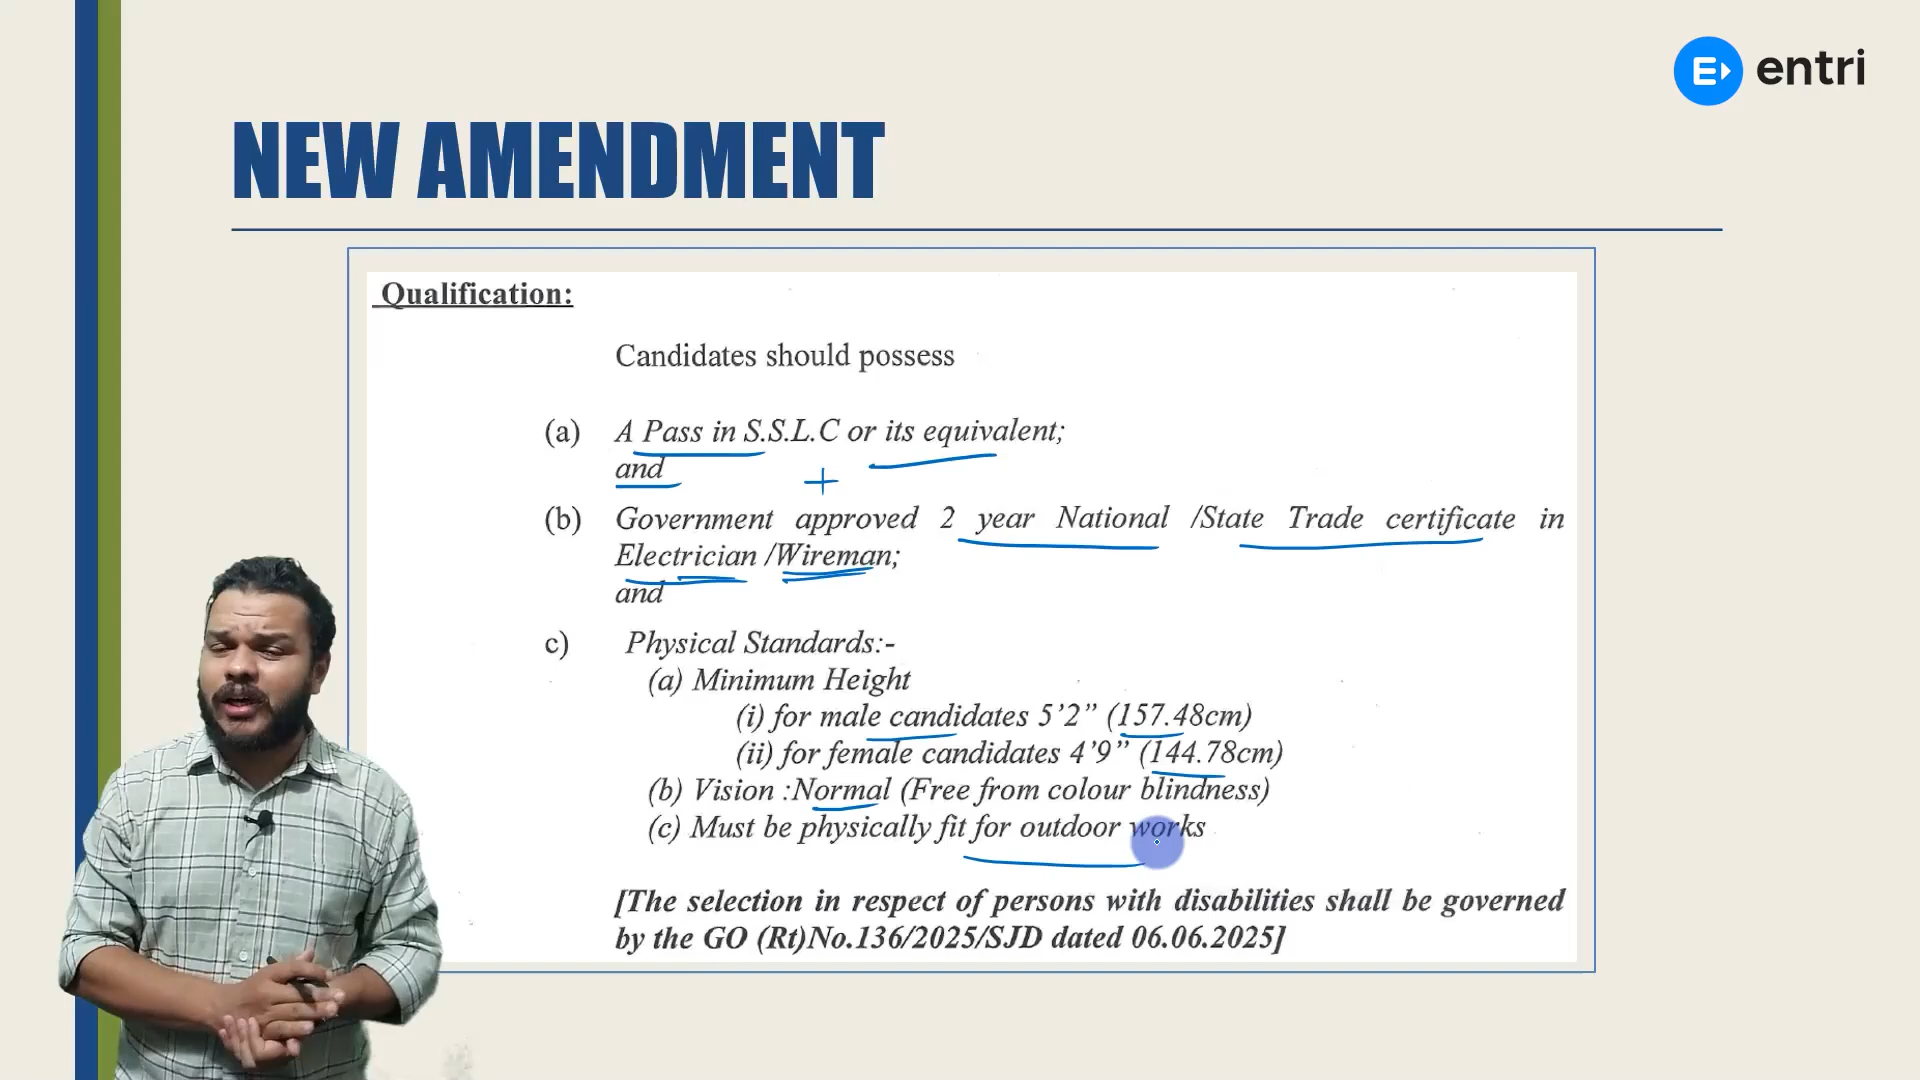 entri
NEW AMENDMENT
Qualification:
Candidates should possess
(a) A Pass in S.S.L.C or its equivalent;
and
+
(b) Government approved 2 year National /State Trade certificate in
Electrician /Wireman;
and
c) Physical Standards:-
(a) Minimum Height
(i) for male candidates 5’2” (157.48cm)
(ii) for female candidates 4’9” (144.78cm)
(b) Vision :Normal (Free from colour blindness)
(c) Must be physically fit for outdoor works
[The selection in respect of persons with disabilities shall be governed
by the GO (Rt)No.136/2025/SJD dated 06.06.2025]